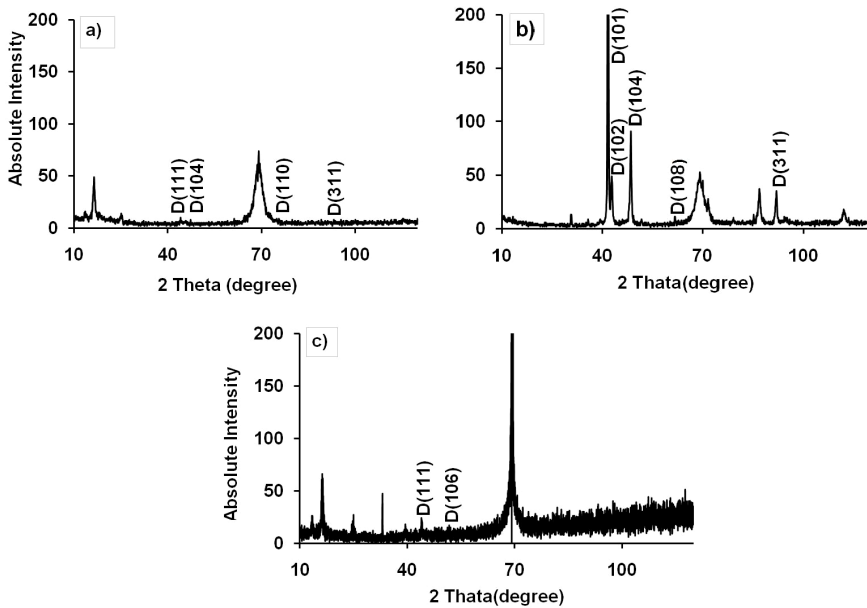 a)
Absolute Intensity
200
150
100
50
0
D(111)
D(104)
D(110)
D(311)
10
40
70
100
2 Theta (degree)
b)
200
150
100
50
0
D(101)
D(102)
D(104)
D(108)
D(311)
10
40
70
100
2 Thata(degree)
c)
Absolute Intensity
200
150
100
50
0
D(111)
D(106)
10
40
70
100
2 Thata(degree)